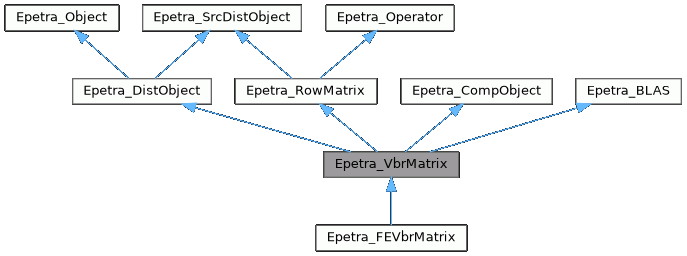 Epetra_Object
Epetra_SrcDistObject
Epetra_Operator
Epetra_DistObject
Epetra_RowMatrix
Epetra_CompObject
Epetra_BLAS
Epetra_VbrMatrix
Epetra_FEVbrMatrix